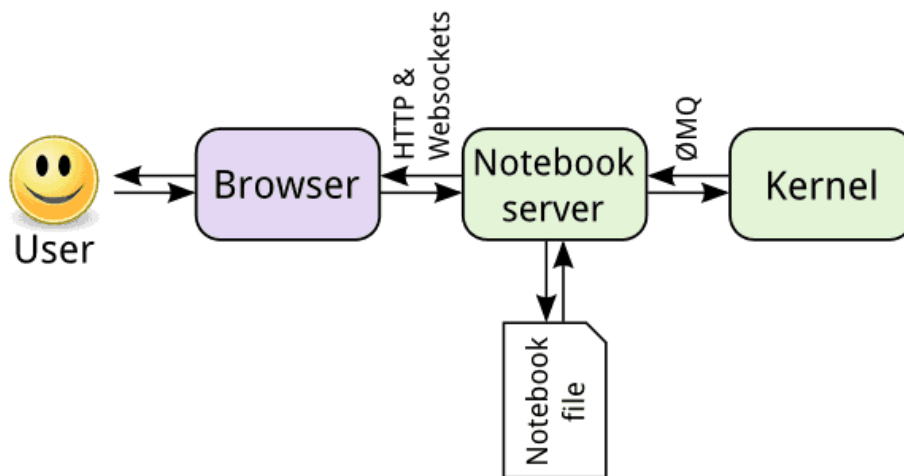 User
Browser
HTTP &
Websockets
Notebook
server
ØMQ
Kernel
Notebook
file